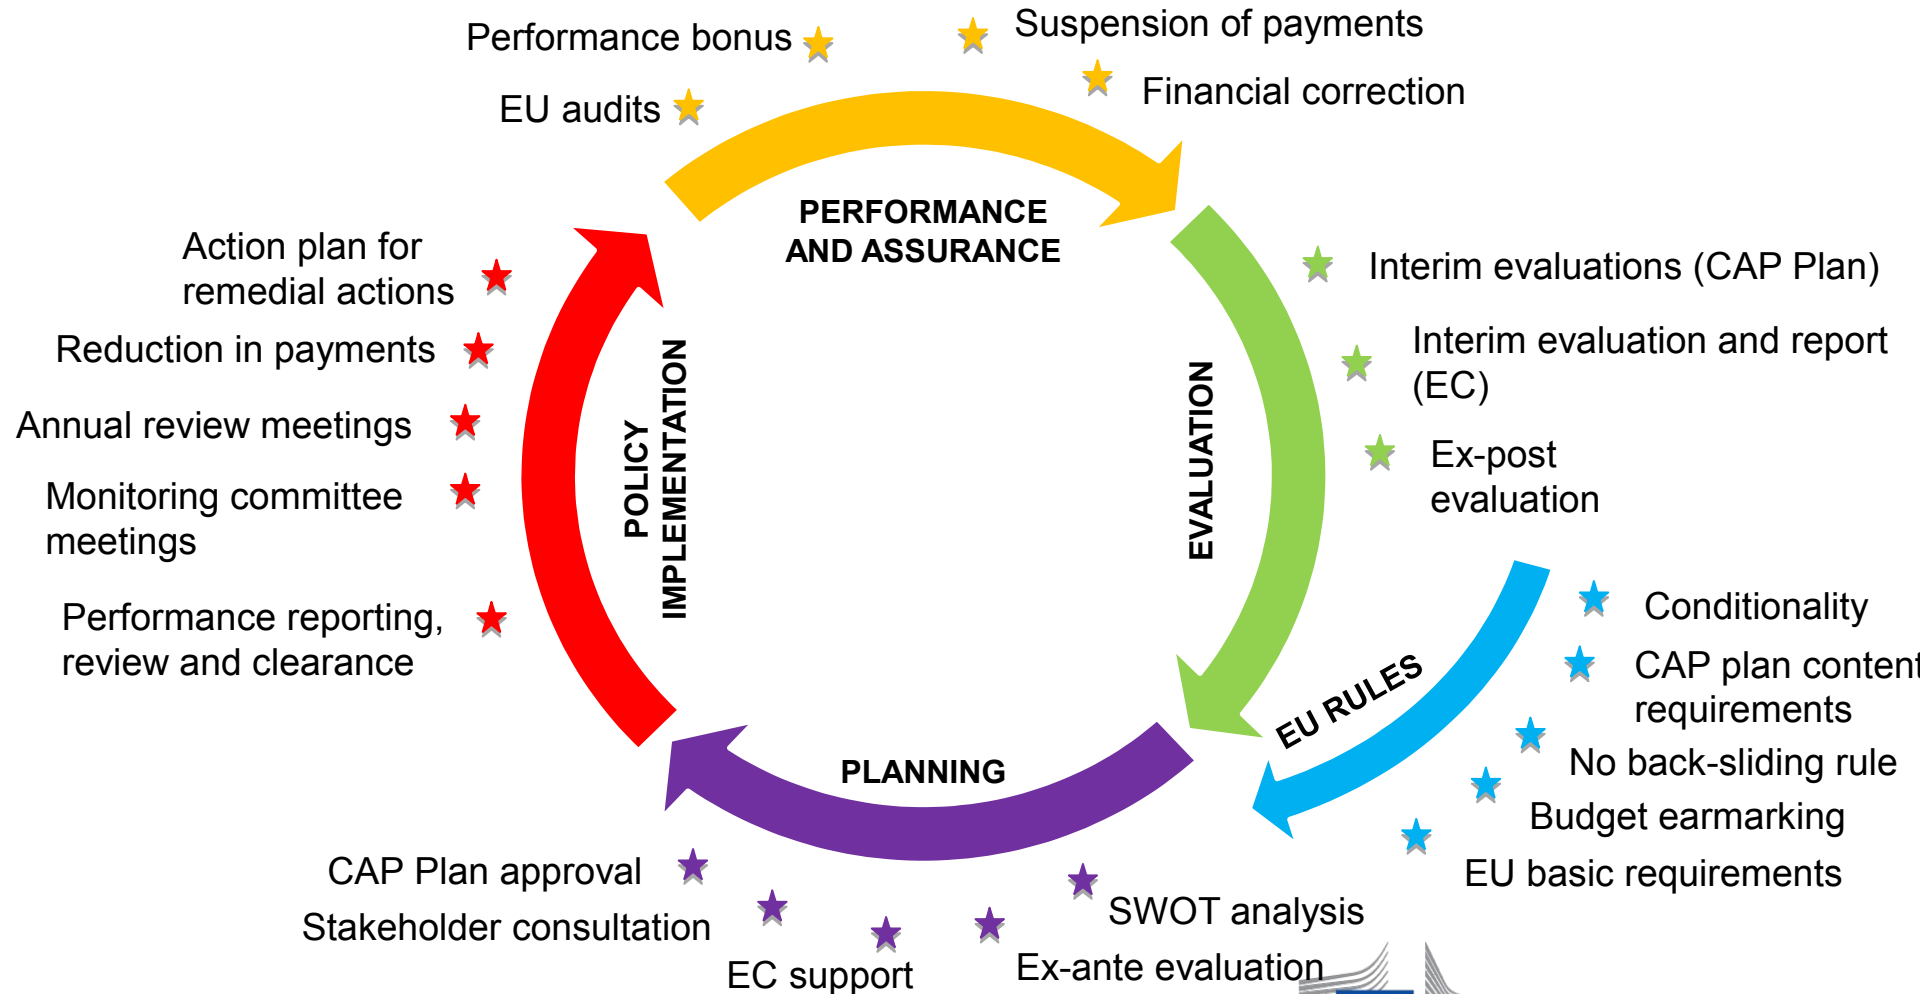 Performance bonus
Suspension of payments
EU audits
Financial correction
PERFORMANCE
AND ASSURANCE
Action plan for
remedial actions
Reduction in payments
Annual review meetings
Monitoring committee
meetings
Performance reporting,
review and clearance
POLICY
IMPLEMENTATION
EVALUATION
Interim evaluations (CAP Plan)
Interim evaluation and report
(EC)
Ex-post
evaluation
EU RULES
Conditionality
CAP plan content
requirements
No back-sliding rule
Budget earmarking
EU basic requirements
PLANNING
CAP Plan approval
Stakeholder consultation
EC support
Ex-ante evaluation
SWOT analysis